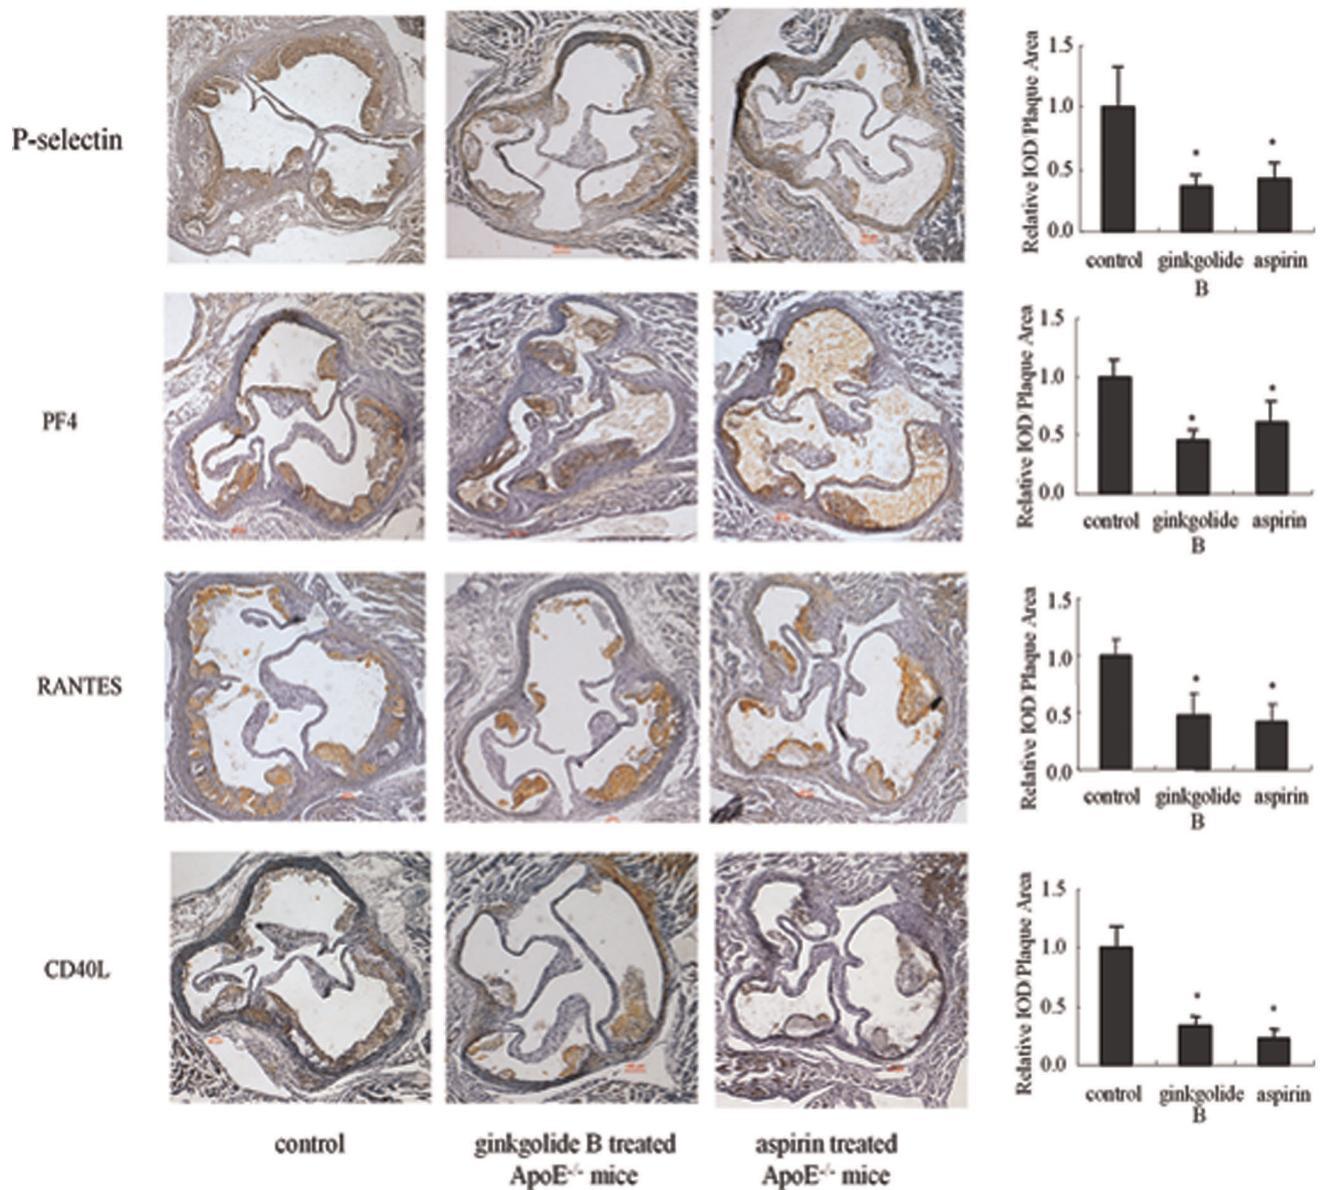 P-selectin
Relative IOD/Plaque Area
1.5
1.0
0.5
0.0
control ginkgolide B aspirin
*
*
PF4
Relative IOD/Plaque Area
1.5
1.0
0.5
0.0
control ginkgolide B aspirin
*
*
RANTES
Relative IOD/Plaque Area
1.5
1.0
0.5
0.0
control ginkgolide B aspirin
*
*
CD40L
Relative IOD/Plaque Area
1.5
1.0
0.5
0.0
control ginkgolide B aspirin
*
*
control
ginkgolide B treated
ApoE-/- mice
aspirin treated
ApoE-/- mice